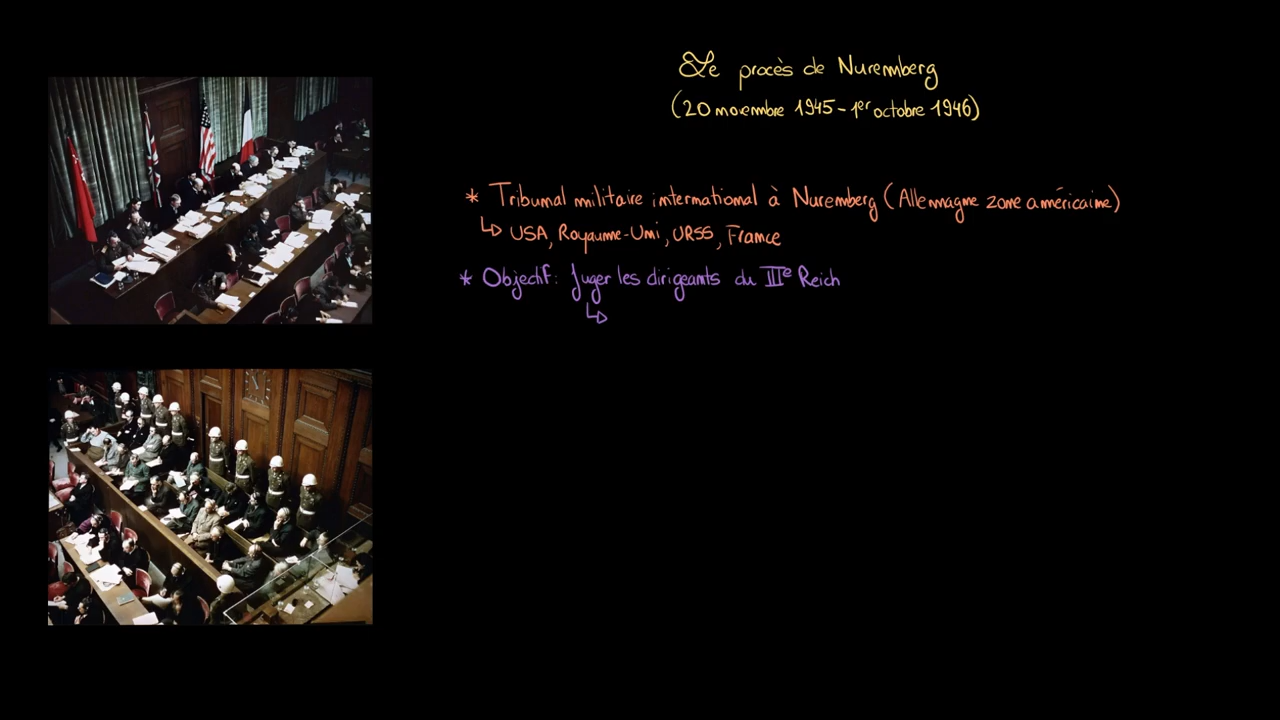 Le procès de Nuremberg
(20 novembre 1945 - 1er octobre 1946)
* Tribunal militaire international à Nuremberg (Allemagne zone américaine)
↳ USA, Royaume-Uni, URSS, France
* Objectif : Juger les dirigeants du IIIe Reich
↳